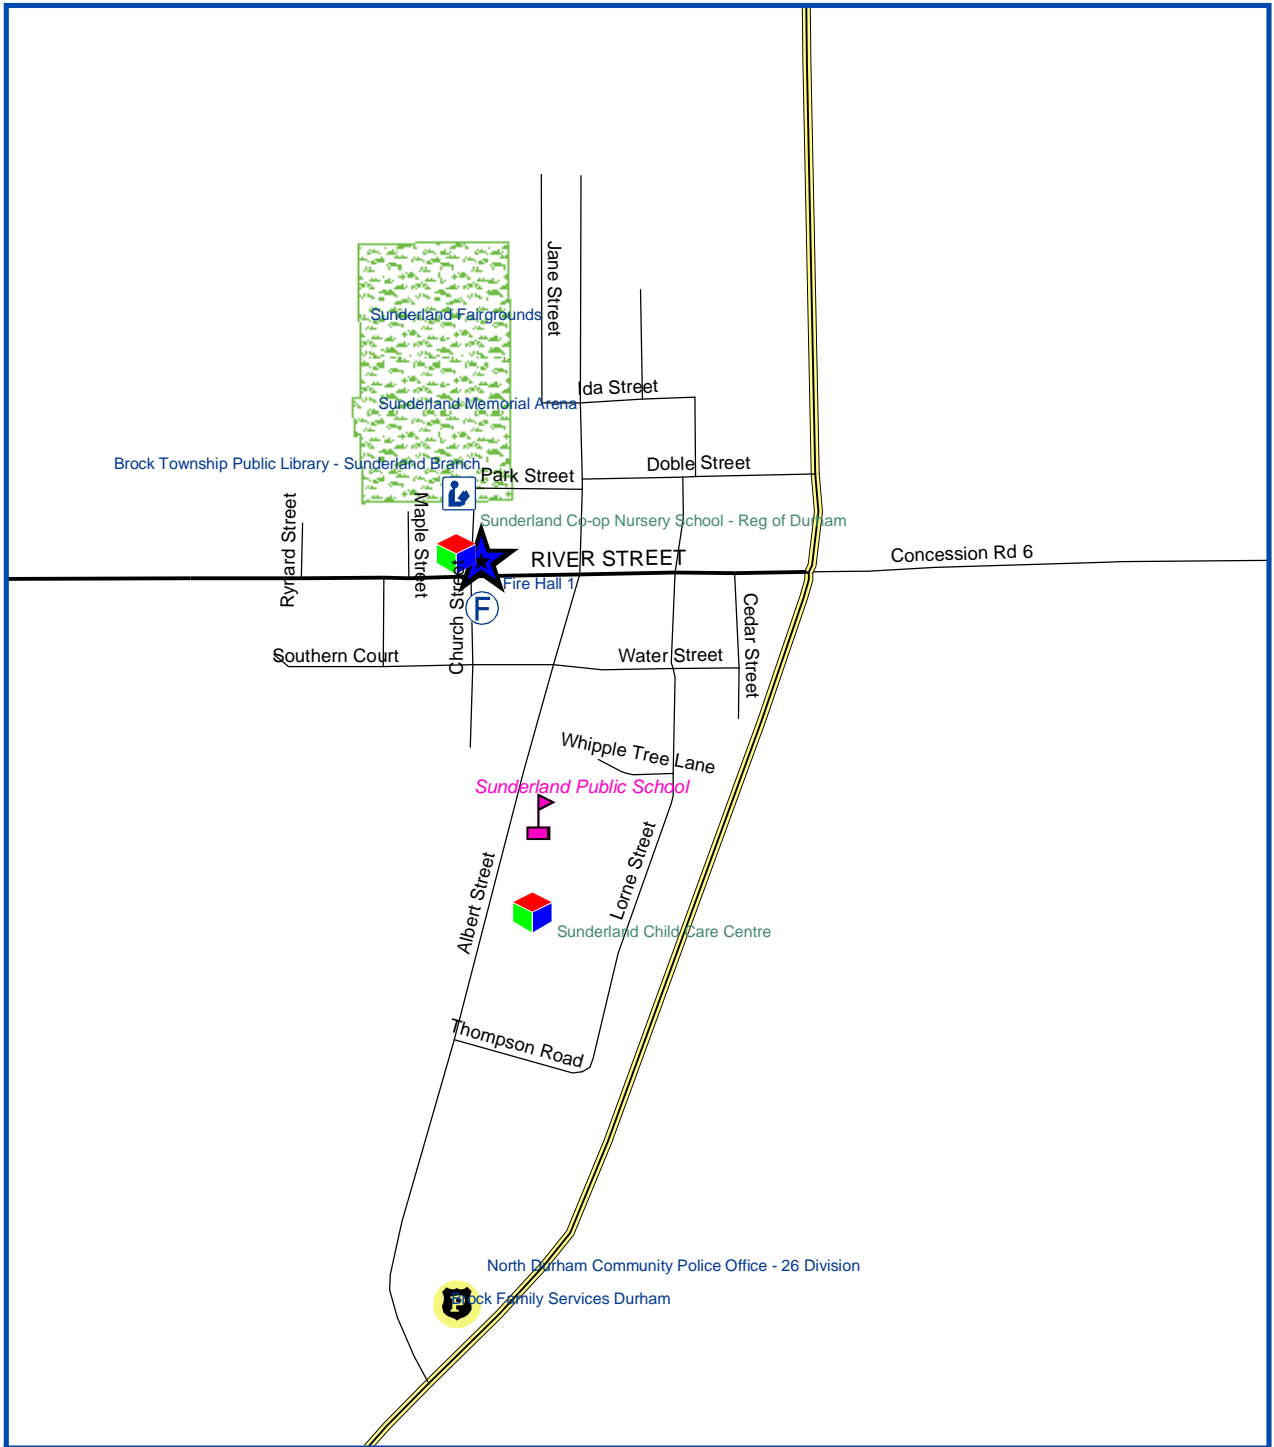 Jane Street
Sunderland Fairgrounds
Ida Street
Sunderland Memorial Arena
Brock Township Public Library - Sunderland Branch
Park Street
Doble Street
Rynard Street
Maple Street
Sunderland Co-op Nursery School - Reg of Durham
RIVER STREET
Concession Rd 6
Fire Hall 1
F
Church Street
Cedar Street
Southern Court
Water Street
Whipple Tree Lane
Sunderland Public School
Albert Street
Lorne Street
Sunderland Child Care Centre
Thompson Road
North Durham Community Police Office - 26 Division
P
Brock Family Services Durham